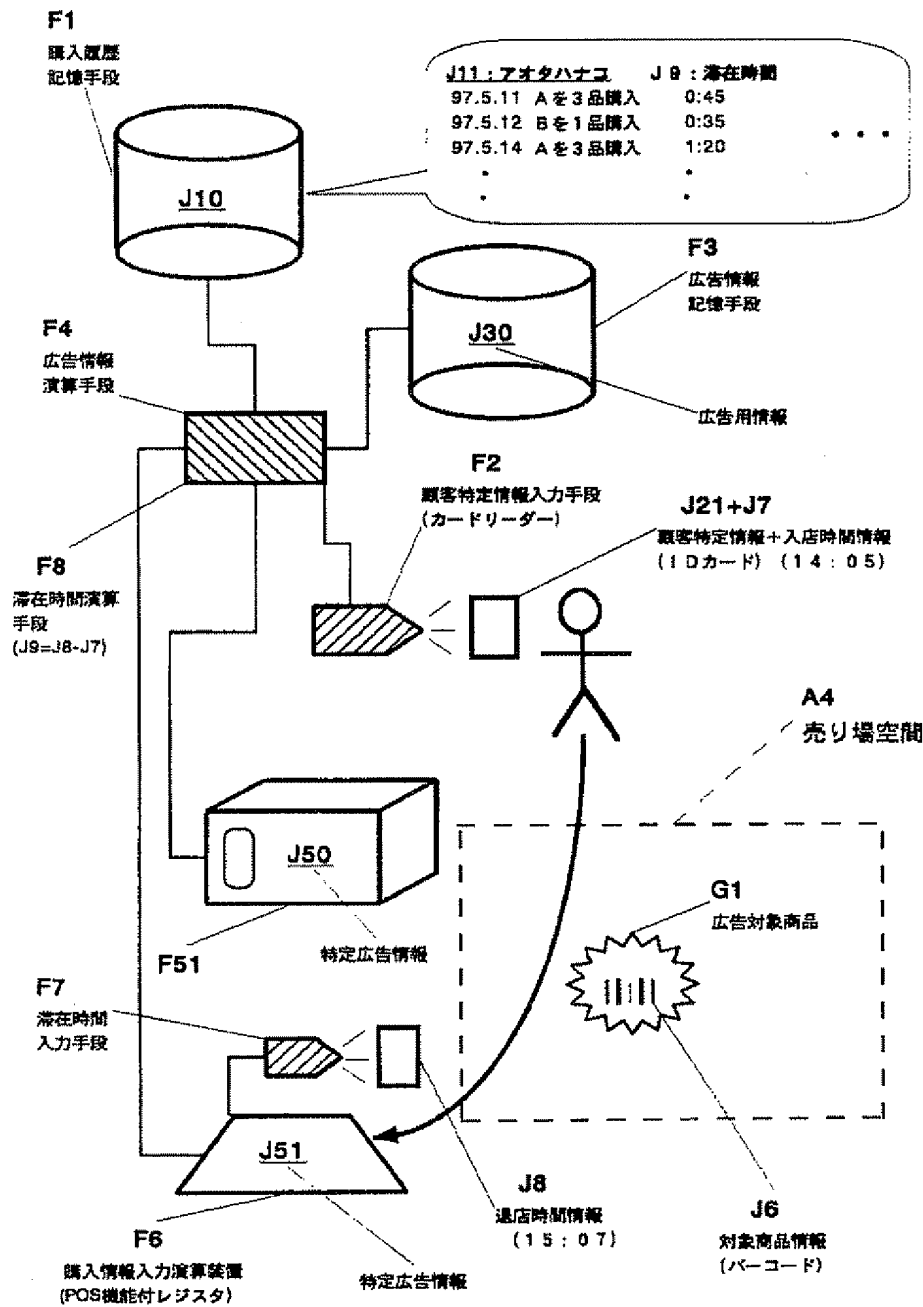 F1
購入履歴
記憶手段
J11：アオタハナコ J9：滞在時間
97.5.11 Aを3品購入 0:45
97.5.12 Bを1品購入 0:35
97.5.14 Aを3品購入 1:20
J10
F3
広告情報
記憶手段
J30
広告用情報
F4
広告情報
演算手段
F2
顧客特定情報入力手段
(カードリーダー)
J21+J7
顧客特定情報＋入店時間情報
(IDカード) (14：05)
F8
滞在時間演算
手段
(J9=J8-J7)
A4
売り場空間
J50
F51
特定広告情報
G1
広告対象商品
F7
滞在時間
入力手段
J51
F6
購入情報入力演算装置
(POS機能付レジスタ)
特定広告情報
J8
退店時間情報
(15：07)
J6
対象商品情報
(バーコード)